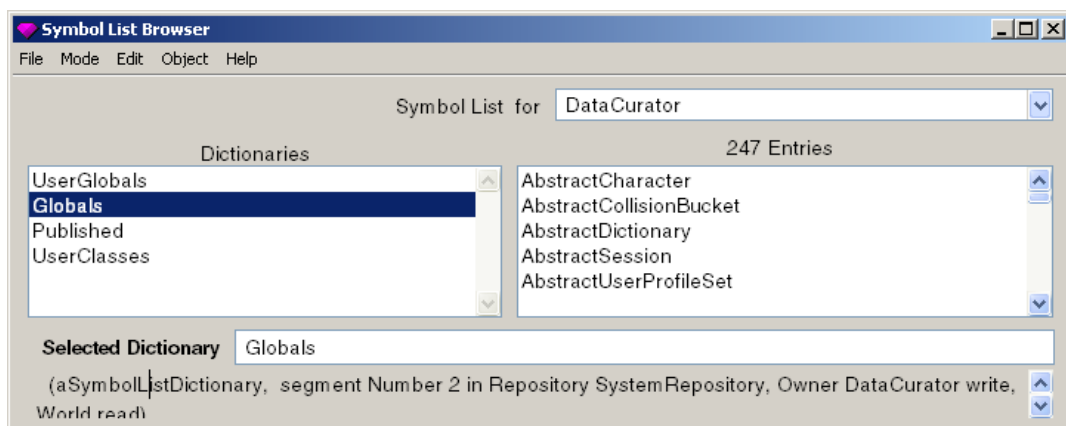 Symbol List Browser
File Mode Edit Object Help
Symbol List for DataCurator
Dictionaries
247 Entries
UserGlobals
Globals
Published
UserClasses
AbstractCharacter
AbstractCollisionBucket
AbstractDictionary
AbstractSession
AbstractUserProfileSet
Selected Dictionary Globals
(aSymbolListDictionary, segment Number 2 in Repository SystemRepository, Owner DataCurator write,
World read)